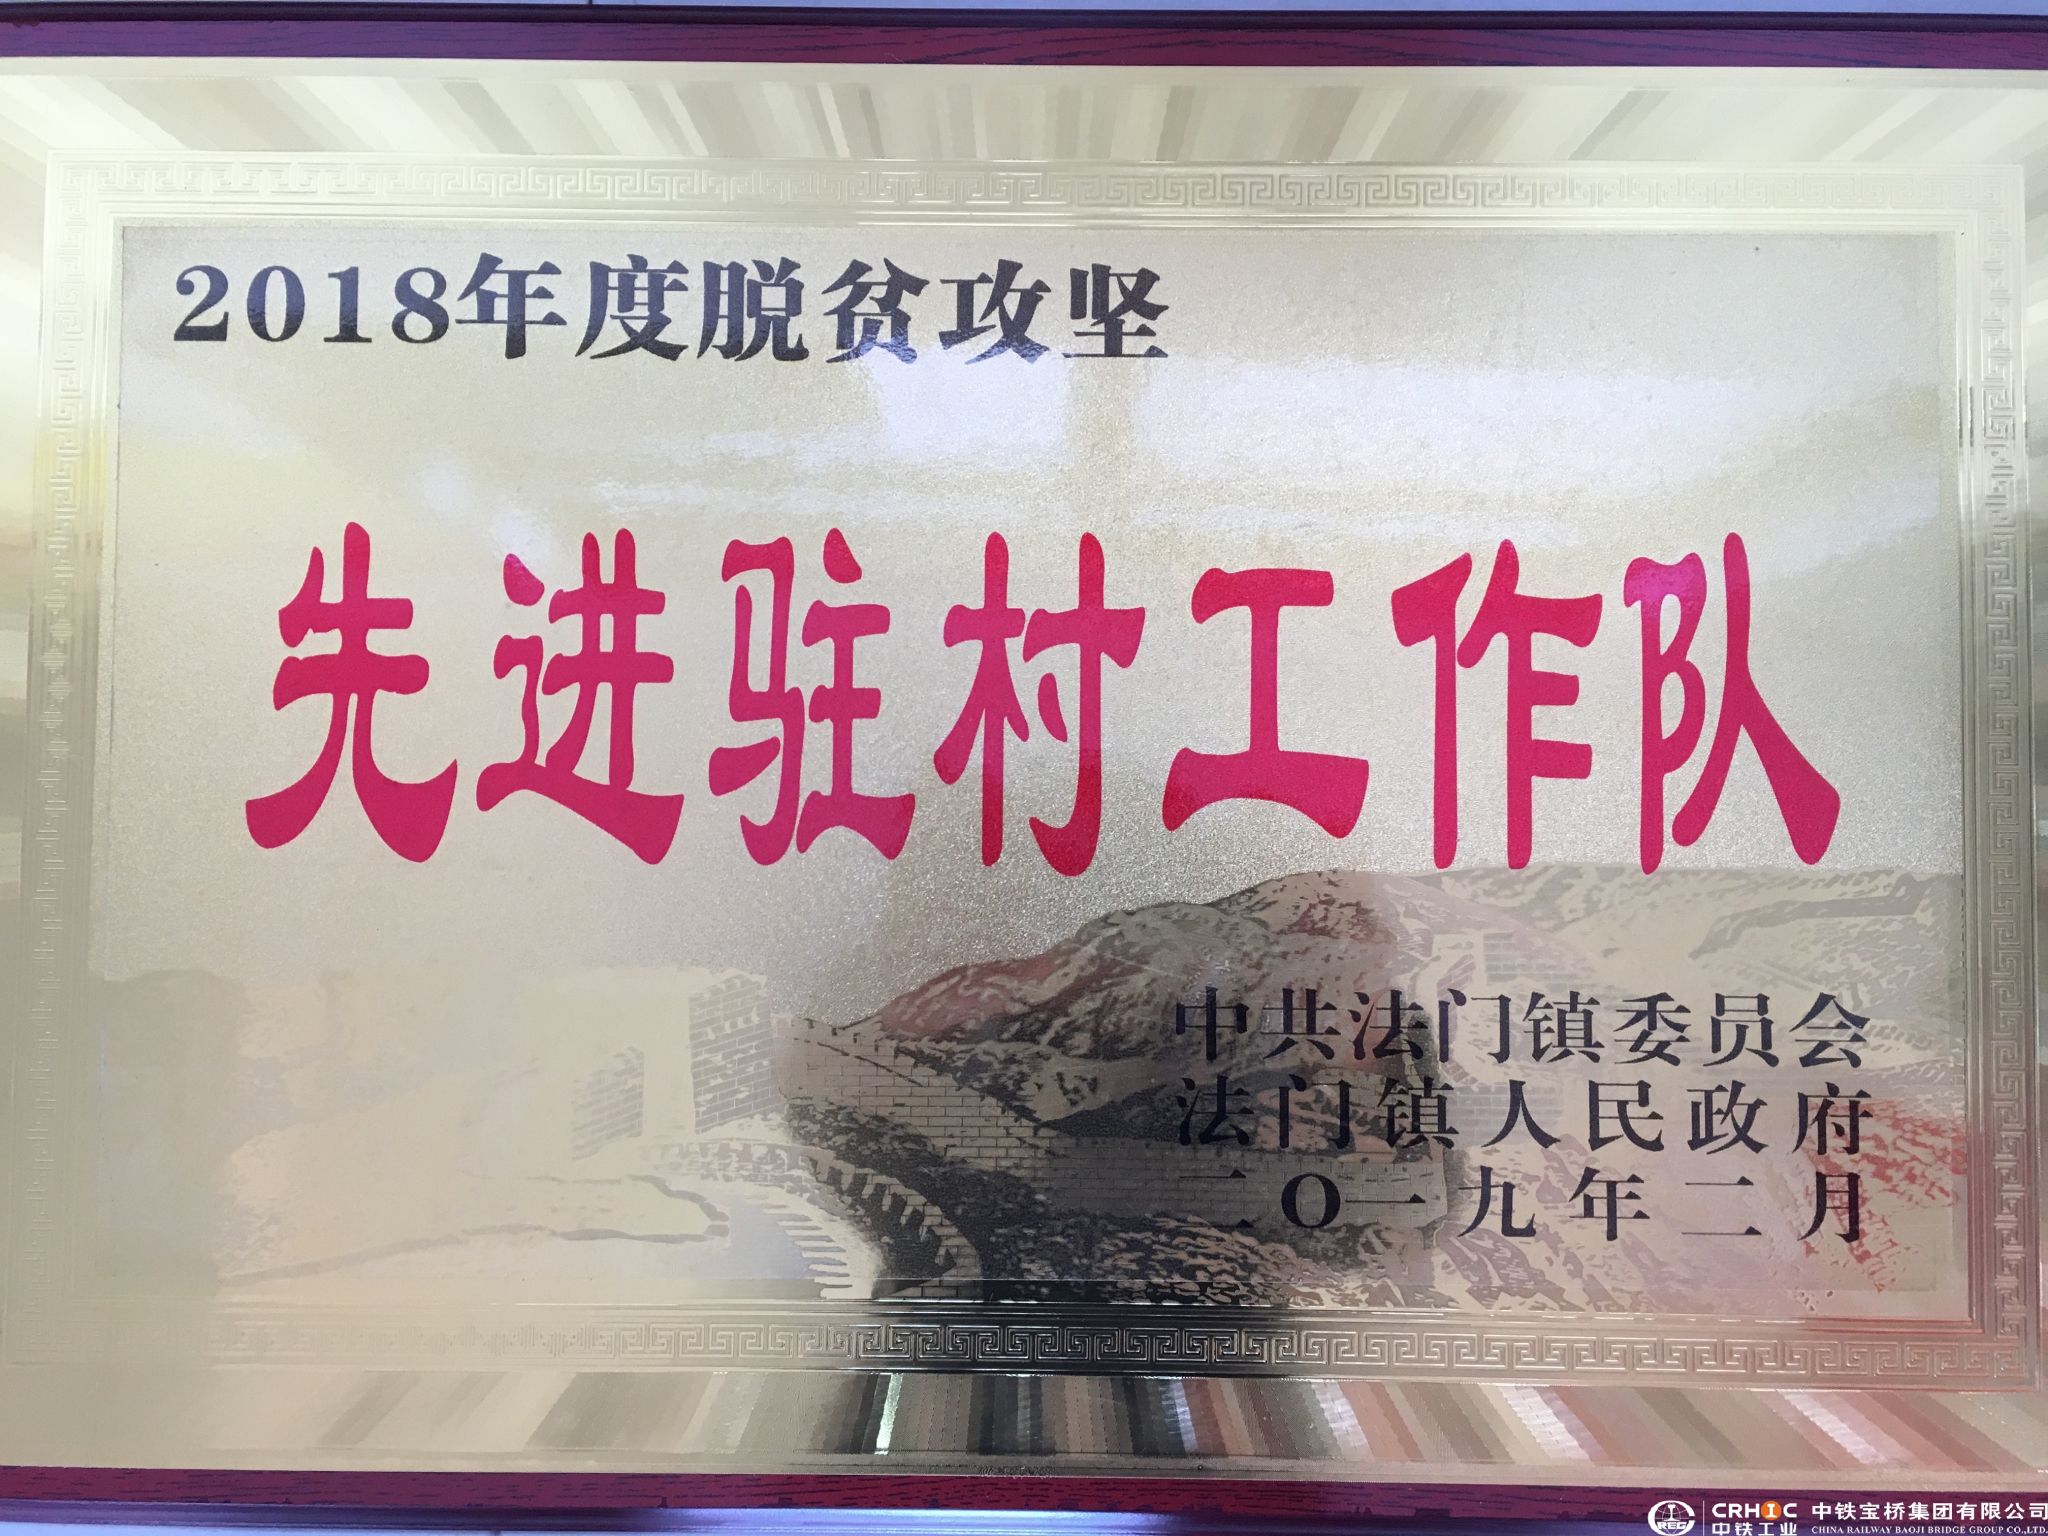 2018年度脱贫攻坚
先进驻村工作队
中共法门镇委员会
法门镇人民政府
二O一九年二月
CRHIC 中铁宝桥集团有限公司
REG 中铁工业 CHINA RAILWAY BAOJI BRIDGE GROUP CO.,LTD.